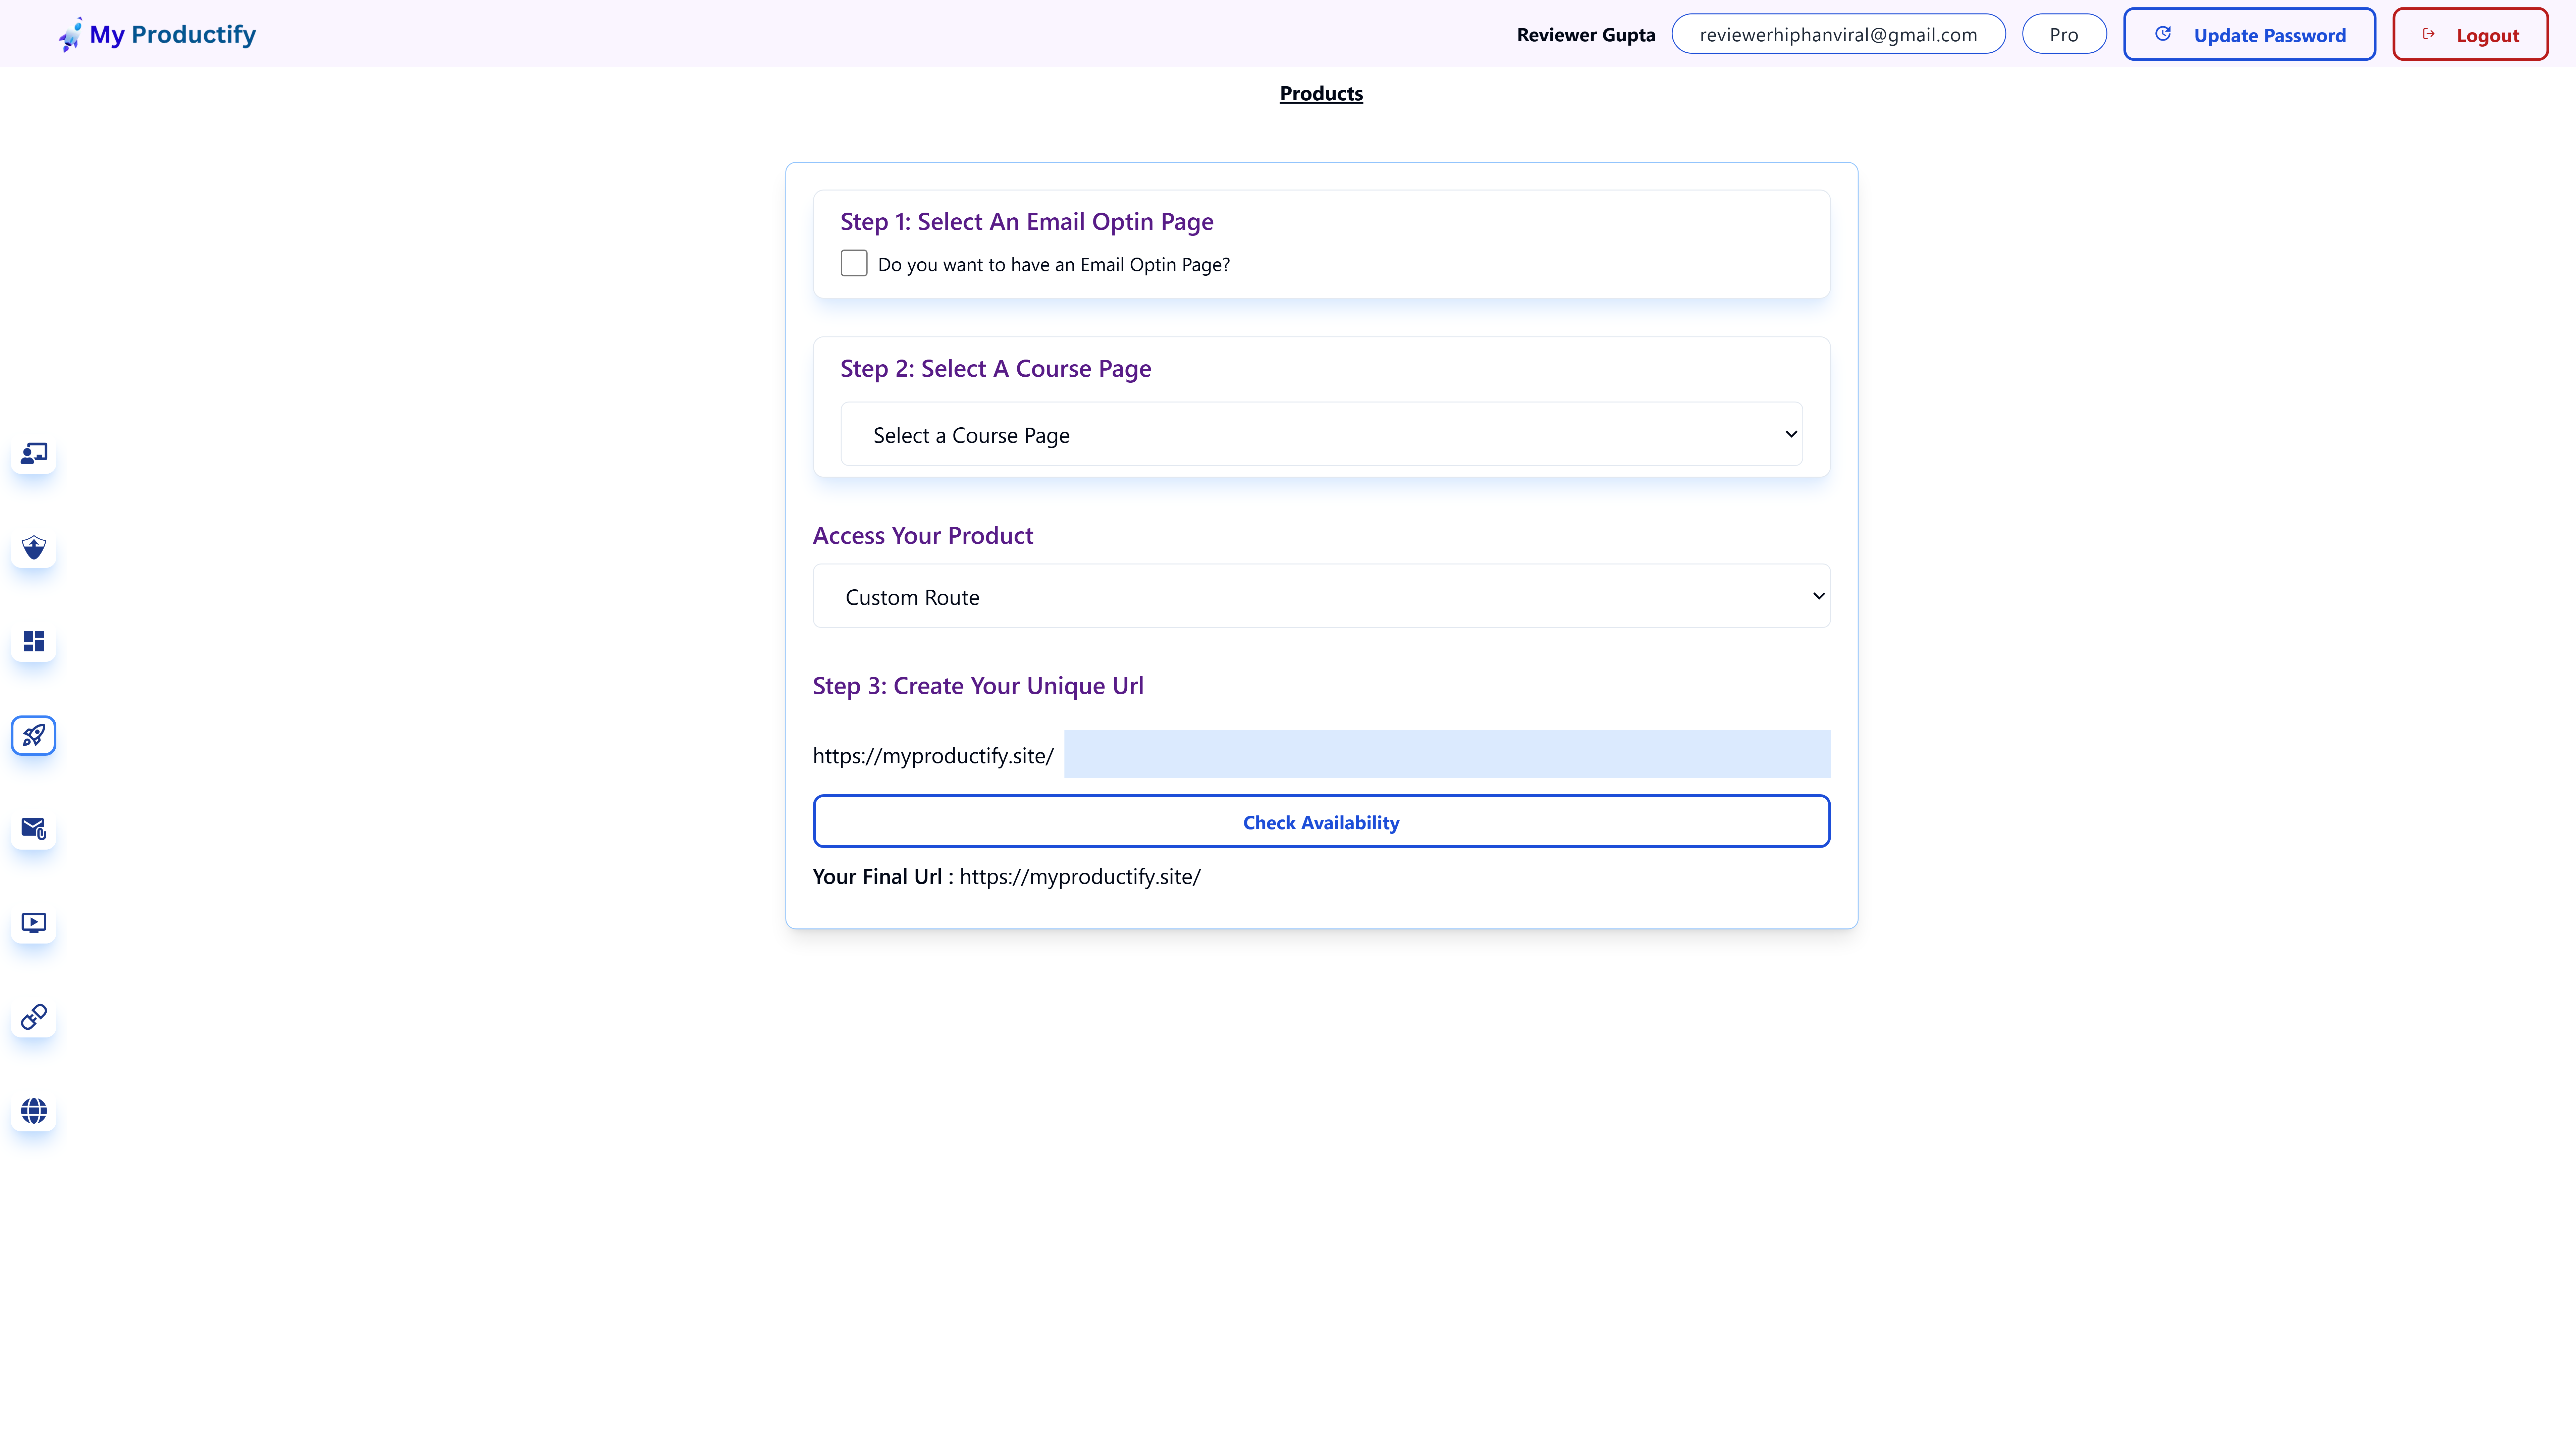 My Productify
Reviewer Gupta
reviewerhiphanviral@gmail.com
Pro
Update Password
Logout
Products
Step 1: Select An Email Optin Page
Do you want to have an Email Optin Page?
Step 2: Select A Course Page
Select a Course Page
Access Your Product
Custom Route
Step 3: Create Your Unique Url
https://myproductify.site/
Check Availability
Your Final Url : https://myproductify.site/